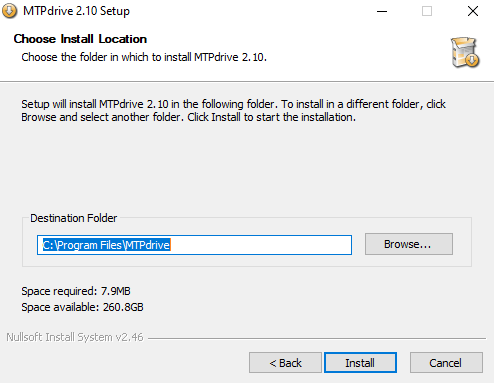 MTPdrive 2.10 Setup
Choose Install Location
Choose the folder in which to install MTPdrive 2.10.
Setup will install MTPdrive 2.10 in the following folder. To install in a different folder, click
Browse and select another folder. Click Install to start the installation.
Destination Folder
C:\Program Files\MTPdrive
Browse...
Space required: 7.9MB
Space available: 260.8GB
Nullsoft Install System v2.46
< Back
Install
Cancel